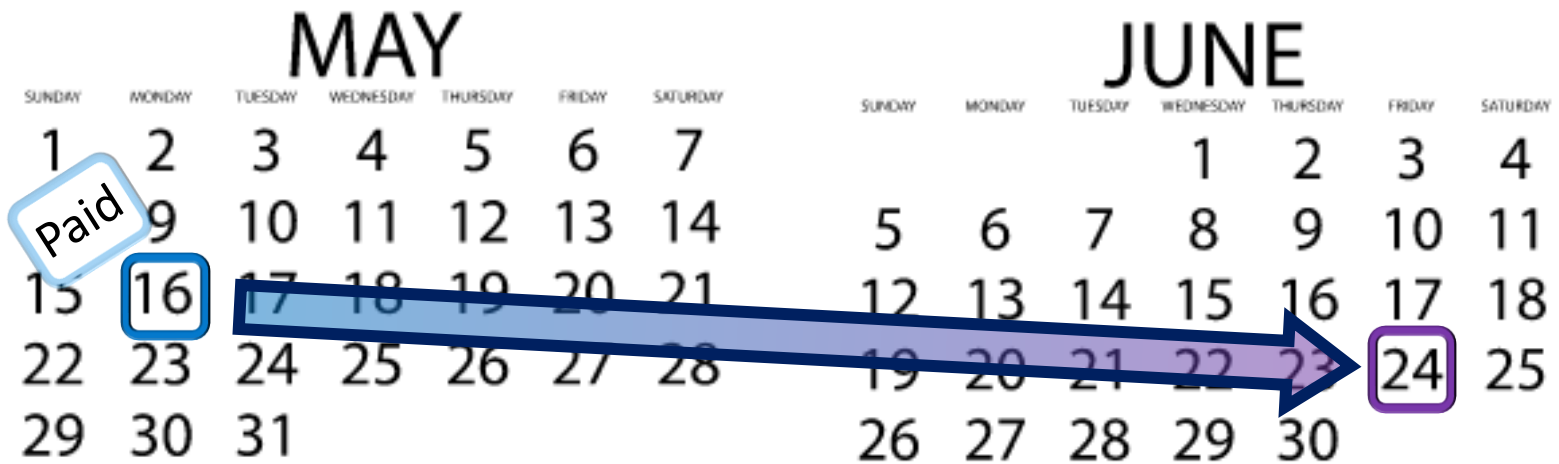 MAY
SUNDAY MONDAY TUESDAY WEDNESDAY THURSDAY FRIDAY SATURDAY
1 2 3 4 5 6 7
Paid 9 10 11 12 13 14
15 16 17 18 19 20 21
22 23 24 25 26 27 28
29 30 31
JUNE
SUNDAY MONDAY TUESDAY WEDNESDAY THURSDAY FRIDAY SATURDAY
1 2 3 4
5 6 7 8 9 10 11
12 13 14 15 16 17 18
19 20 21 22 23 24 25
26 27 28 29 30